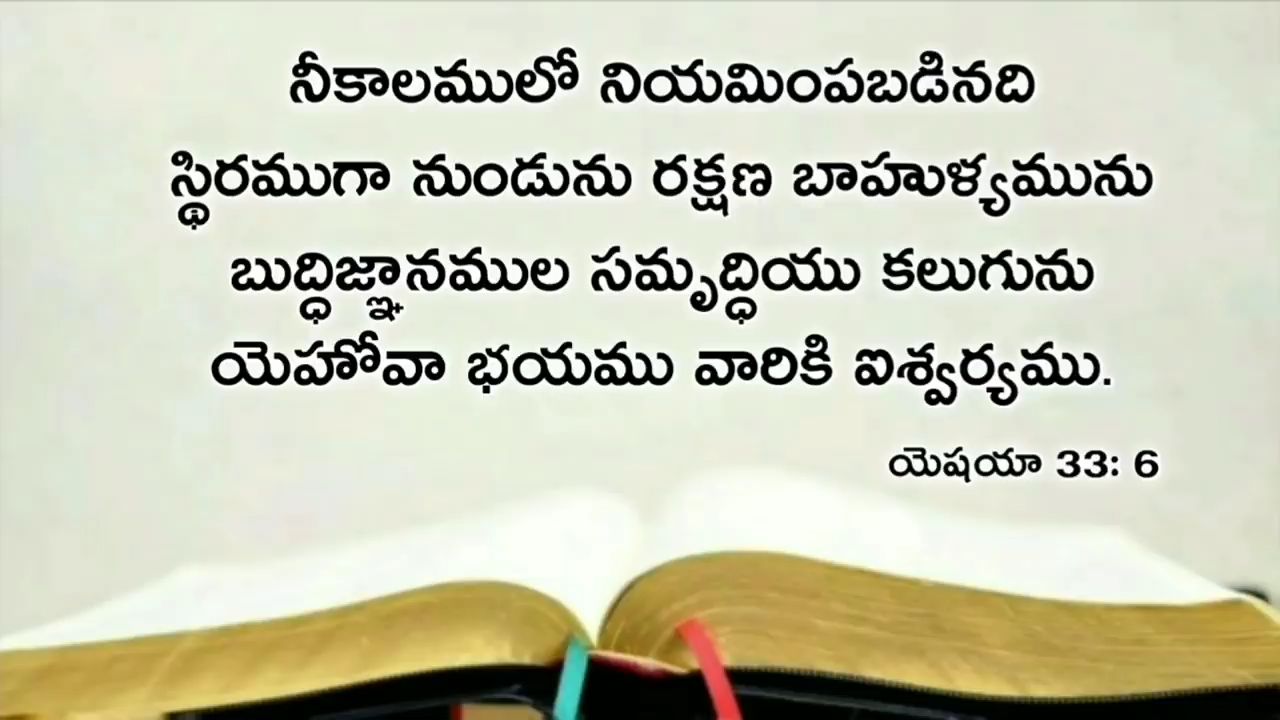 నీకాలములో నియమింపబడినది
స్థిరముగా నుండును రక్షణ బాహుళ్యమును
బుద్ధిజ్ఞానముల సమృద్ధియు కలుగును
యెహోవా భయము వారికి ఐశ్వర్యము.
యెషయా 33: 6